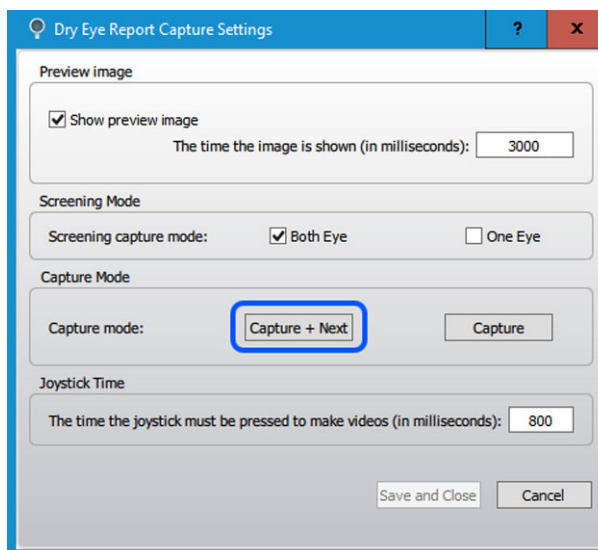 Dry Eye Report Capture Settings ? x
Preview image
Show preview image
The time the image is shown (in milliseconds): 3000
Screening Mode
Screening capture mode: Both Eye One Eye
Capture Mode
Capture mode: Capture + Next Capture
Joystick Time
The time the joystick must be pressed to make videos (in milliseconds): 800
Save and Close Cancel